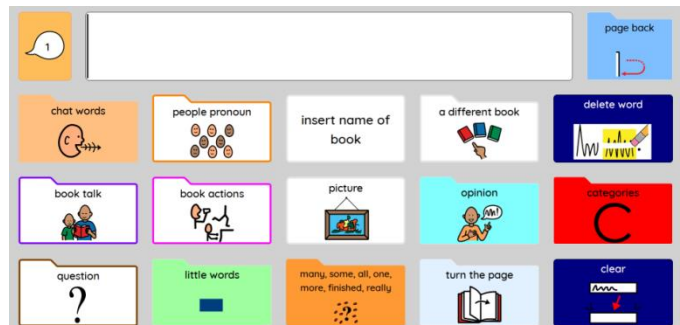 1
page back
chat words
people pronoun
insert name of
book
a different book
delete word
book talk
book actions
picture
opinion
m!
categories
C
question
?
little words
many, some, all, one,
more, finished, really
?
turn the page
clear